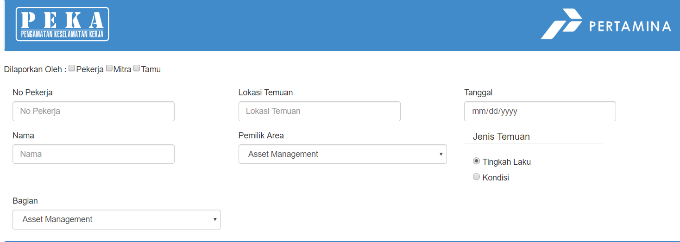 PEKA
PENGAMATAN KESELAMATAN KERJA
PERTAMINA
Dilaporkan Oleh : Pekerja Mitra Tamu
No Pekerja
No Pekerja
Lokasi Temuan
Lokasi Temuan
Tanggal
mm/dd/yyyy
Nama
Nama
Pemilik Area
Asset Management
Jenis Temuan
Tingkah Laku
Kondisi
Bagian
Asset Management